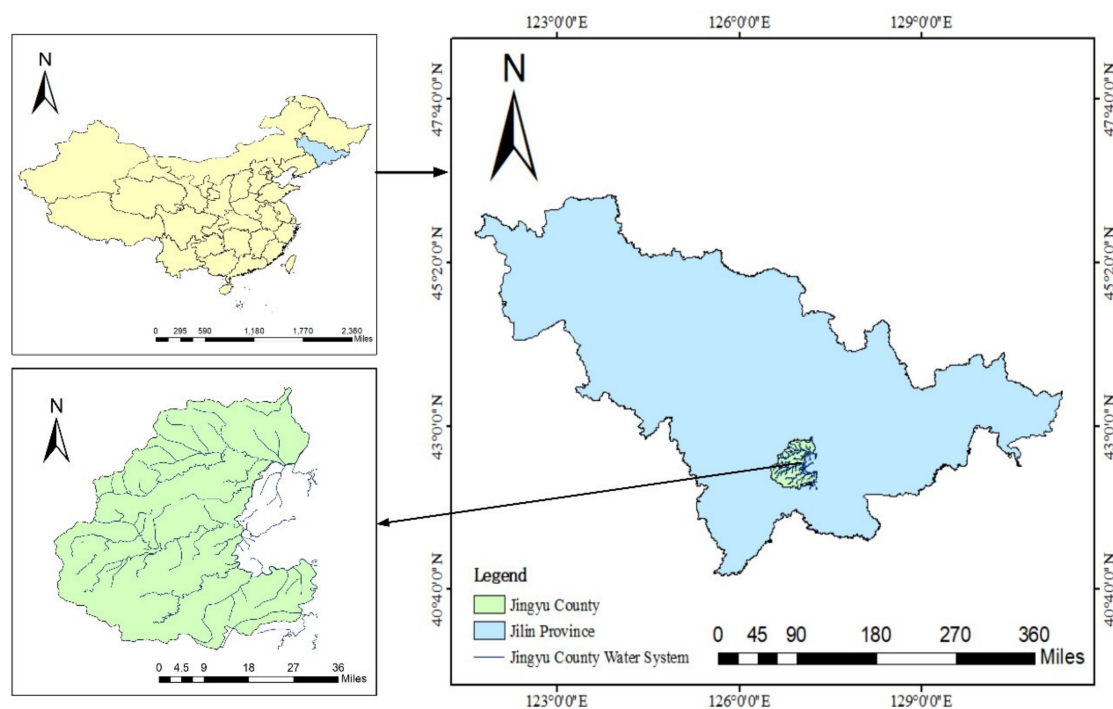 N
0 295 590 1,180 1,770 2,380
Miles
N
0 4.5 9 18 27 36
Miles
123°0'0"E 126°0'0"E 129°0'0"E
47°40'0"N 47°40'0"N
45°20'0"N 45°20'0"N
43°0'0"N 43°0'0"N
40°40'0"N 40°40'0"N
N
Legend
Jingyu County
Jilin Province
Jingyu County Water System
0 45 90 180 270 360
Miles
123°0'0"E 126°0'0"E 129°0'0"E